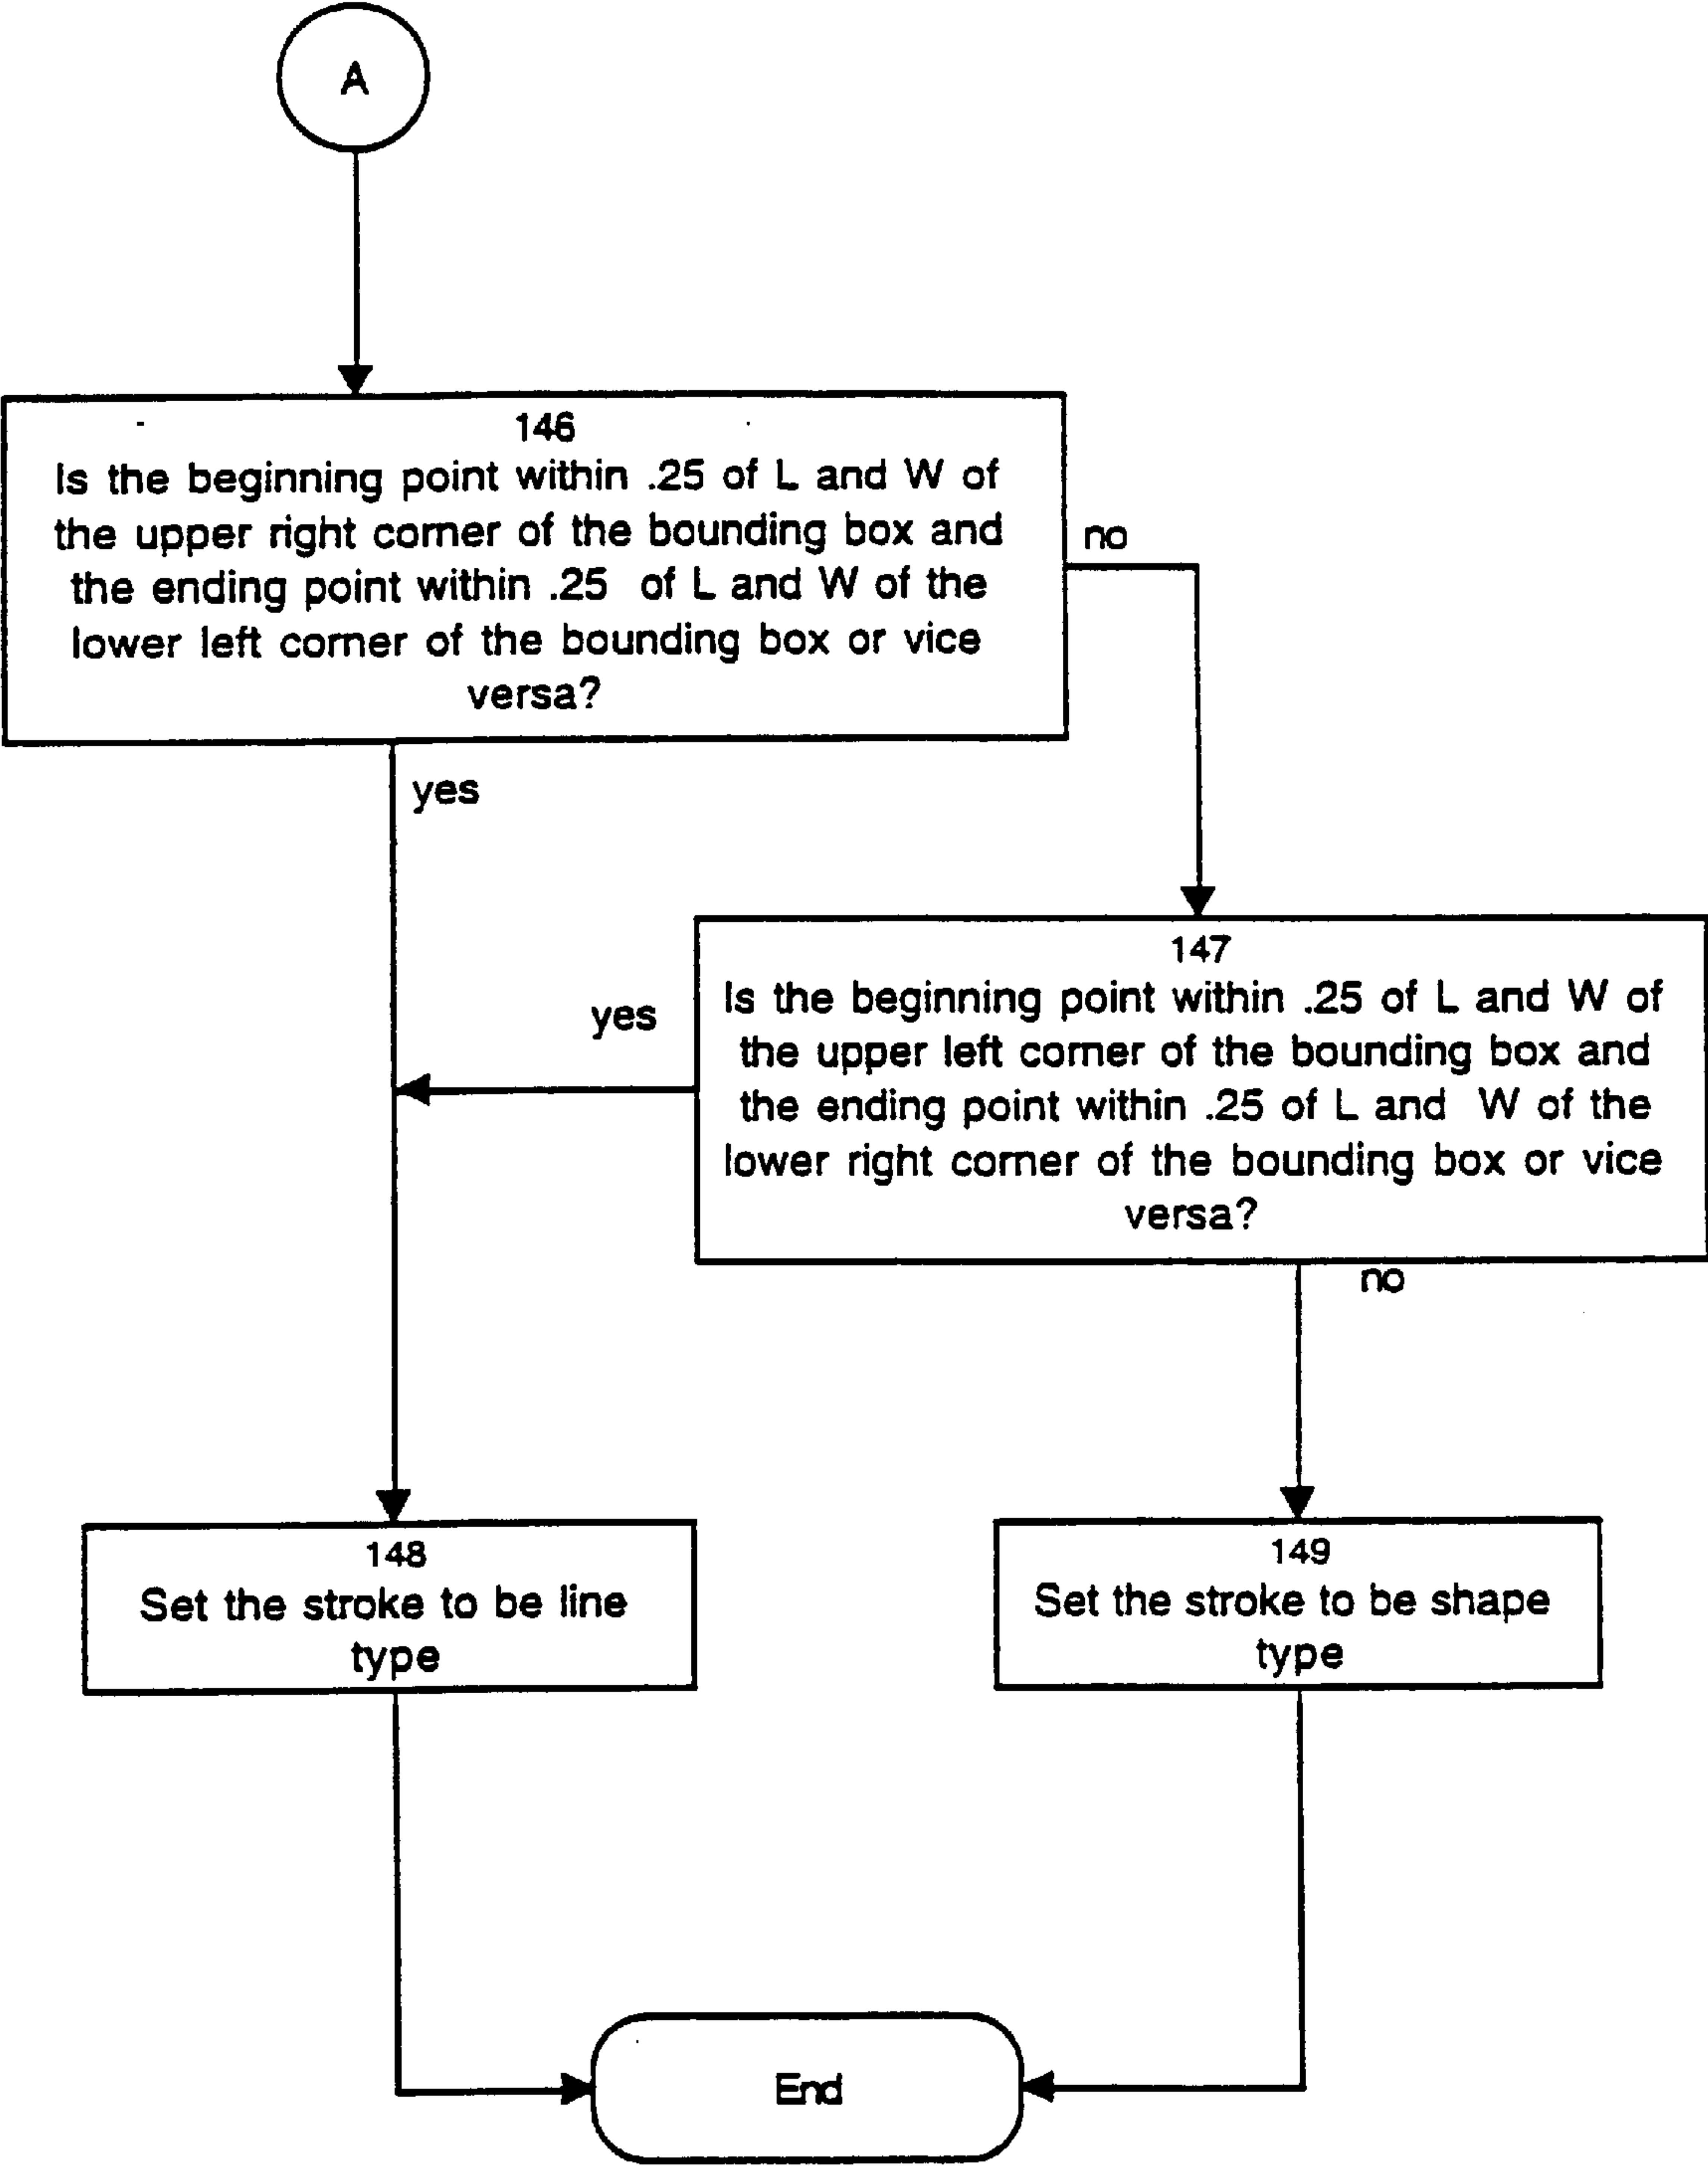 A
146
Is the beginning point within .25 of L and W of
the upper right corner of the bounding box and
the ending point within .25 of L and W of the
lower left corner of the bounding box or vice
versa?
no
yes
147
Is the beginning point within .25 of L and W of
the upper left corner of the bounding box and
the ending point within .25 of L and W of the
lower right corner of the bounding box or vice
versa?
yes
no
148
Set the stroke to be line
type
149
Set the stroke to be shape
type
End